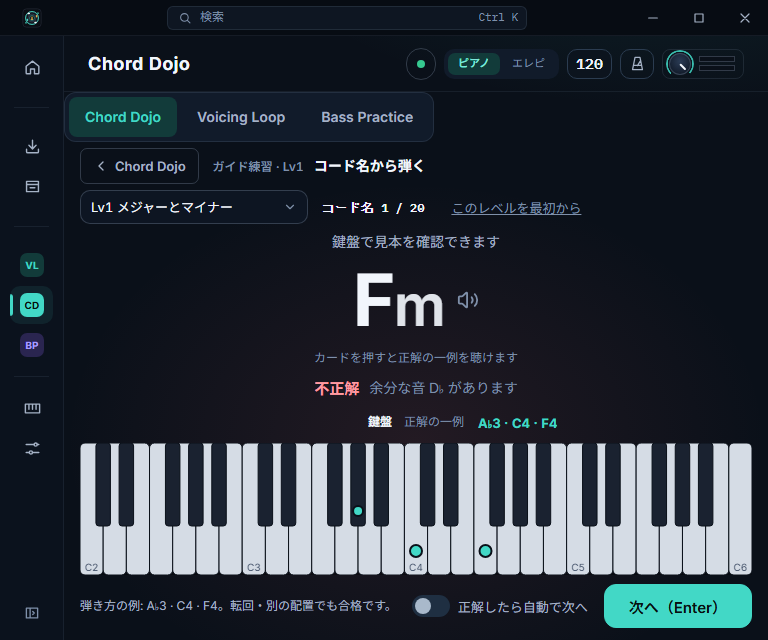 検索 Ctrl K
Chord Dojo ピアノ エレピ 120
Chord Dojo Voicing Loop Bass Practice
Chord Dojo ガイド練習 · Lv1 コード名から弾く
Lv1 メジャーとマイナー コード名 1 / 20 このレベルを最初から
鍵盤で見本を確認できます
VL
Fm
CD
BP
カードを押すと正解の一例を聴けます
不正解 余分な音 D♭ があります
鍵盤 正解の一例 A♭3 · C4 · F4
C2 C3 C4 C5 C6
弾き方の例: A♭3 · C4 · F4。転回・別の配置でも合格です。 正解したら自動で次へ 次へ（Enter）